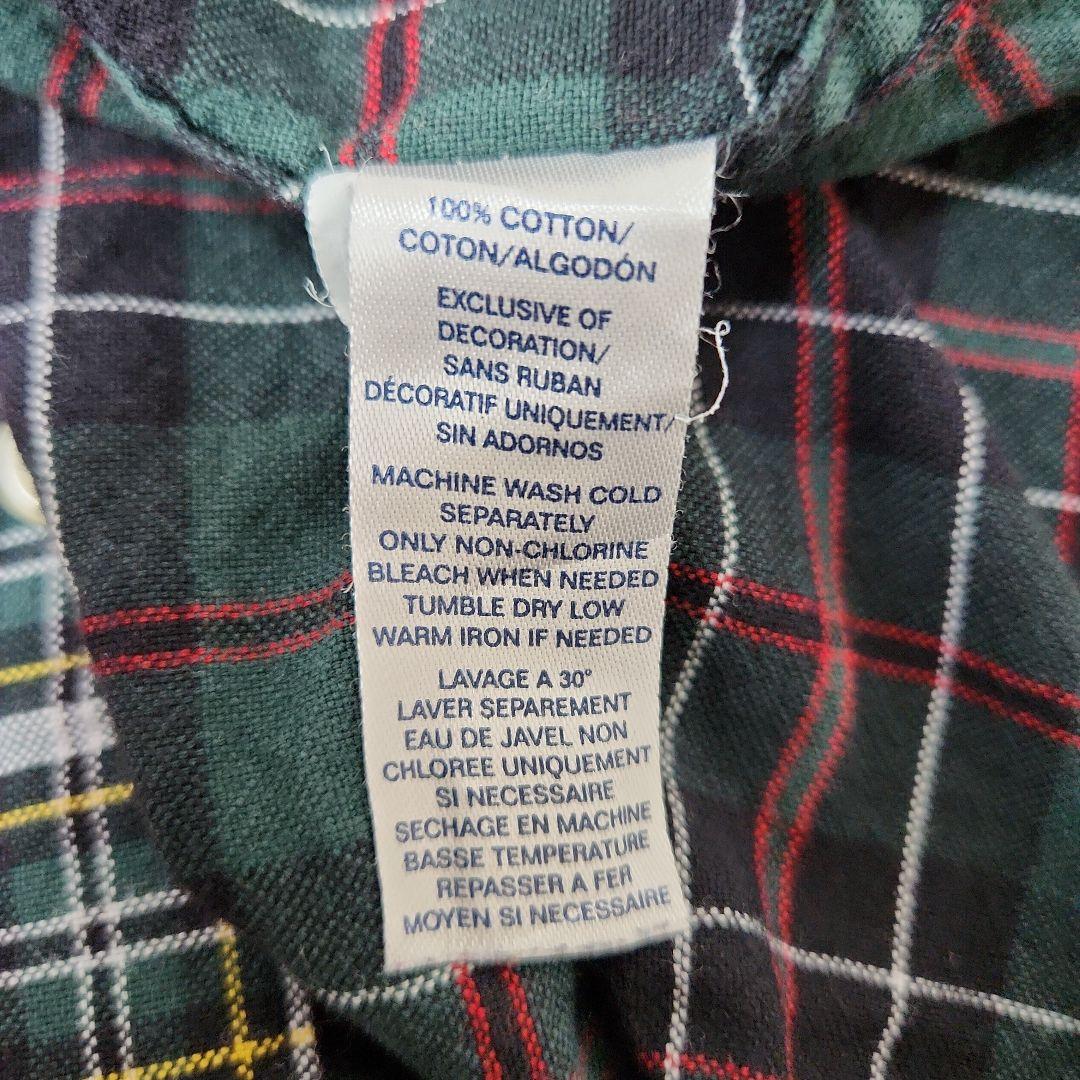 100% COTTON/
COTON/ALGODÓN
EXCLUSIVE OF
DECORATION/
SANS RUBAN
DÉCORATIF UNIQUEMENT/
SIN ADORNOS
MACHINE WASH COLD
SEPARATELY
ONLY NON-CHLORINE
BLEACH WHEN NEEDED
TUMBLE DRY LOW
WARM IRON IF NEEDED
LAVAGE A 30°
LAVER SEPAREMENT
EAU DE JAVEL NON
CHLOREE UNIQUEMENT
SI NECESSAIRE
SECHAGE EN MACHINE
BASSE TEMPERATURE
REPASSER A FER
MOYEN SI NECESSAIRE